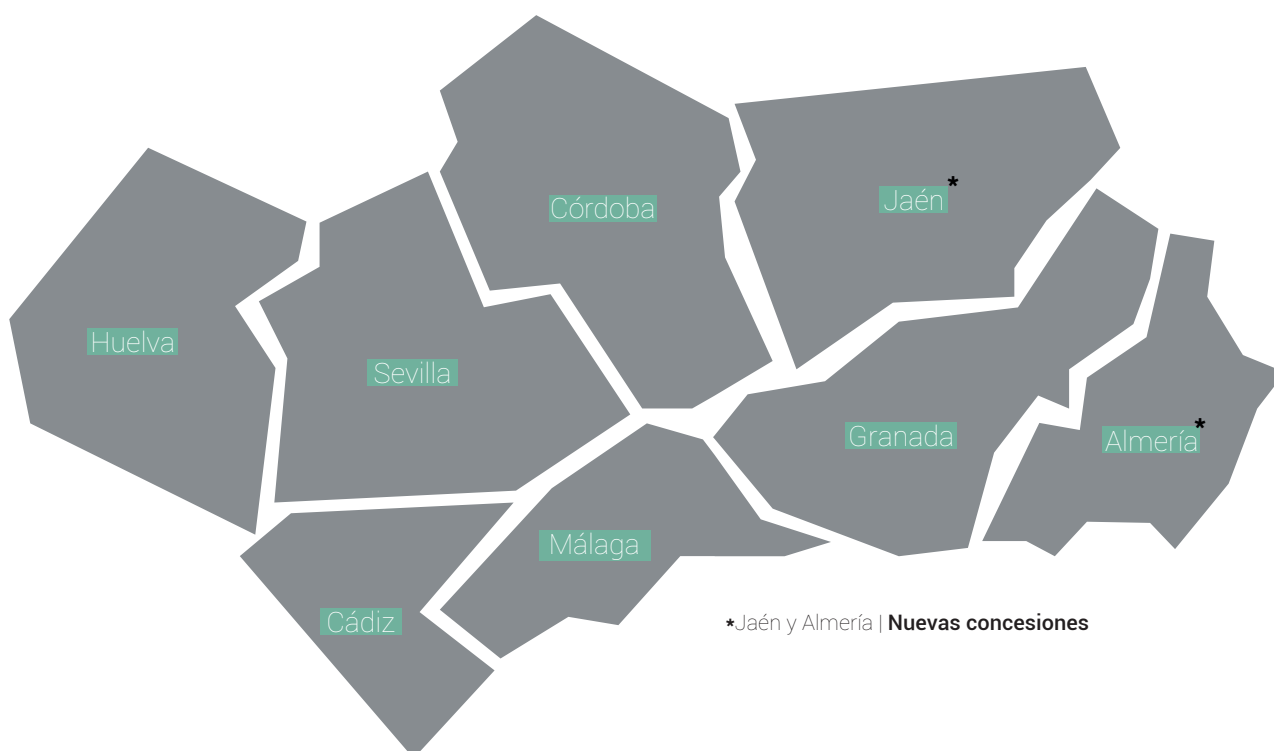 Córdoba
Jaén*
Huelva
Sevilla
Granada
Almería*
Málaga
Cádiz
*Jaén y Almería | Nuevas concesiones